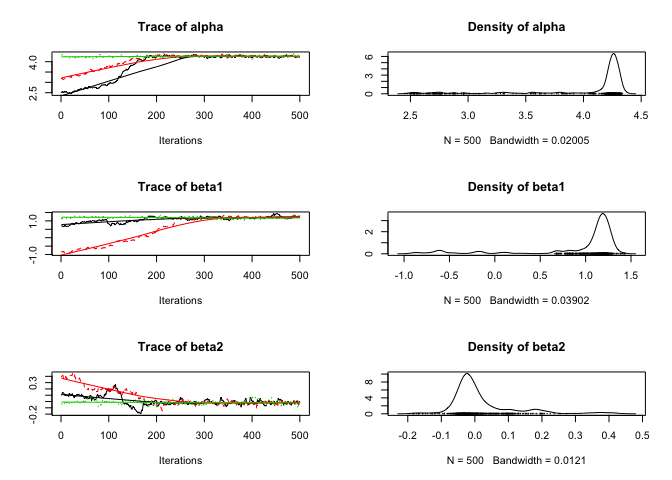 Trace of alpha
Density of alpha
2.5 4.0
0 3 6
0 100 200 300 400 500
2.5 3.0 3.5 4.0 4.5
Iterations
N = 500 Bandwidth = 0.02005
Trace of beta1
Density of beta1
-1.0 1.0
0 2
0 100 200 300 400 500
-1.0 -0.5 0.0 0.5 1.0 1.5
Iterations
N = 500 Bandwidth = 0.03902
Trace of beta2
Density of beta2
-0.2 0.3
0 4 8
0 100 200 300 400 500
-0.2 -0.1 0.0 0.1 0.2 0.3 0.4 0.5
Iterations
N = 500 Bandwidth = 0.0121